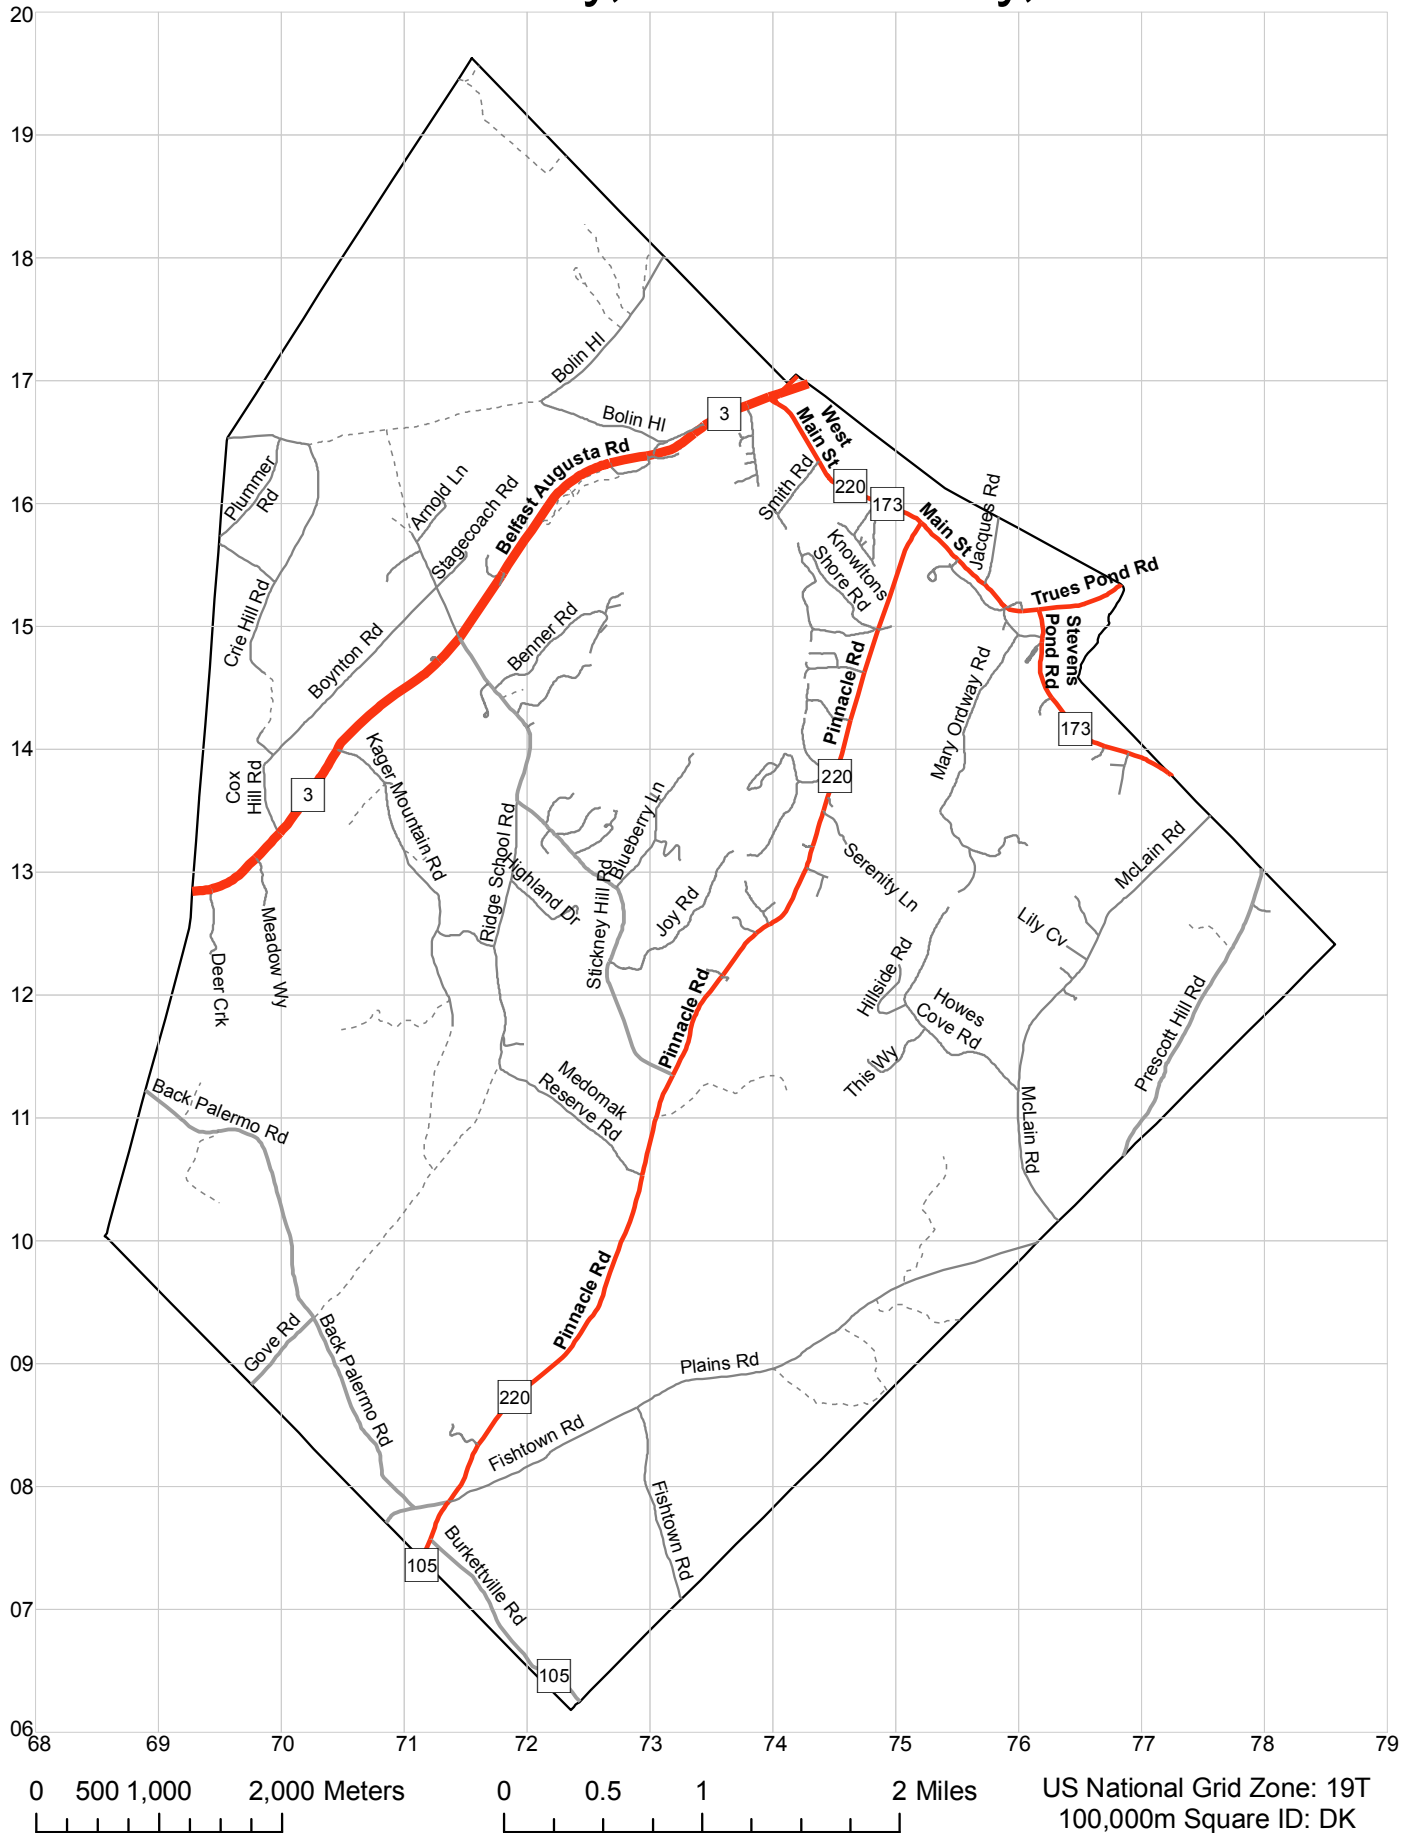 20
19
18
17
16
15
14
13
12
11
10
09
08
07
06
68
69
70
71
72
73
74
75
76
77
78
79
Bolin Hl
Bolin Hl
3
West
Main St
220
173
Main St
Jacques Rd
Smith Rd
Plummer
Rd
Arnold Ln
Stagecoach Rd
Belfast Augusta Rd
Knowltons
Shore Rd
Trues Pond Rd
Stevens
Pond Rd
Crie Hill Rd
Boynton Rd
Benner Rd
Pinnacle Rd
Mary Ordway Rd
173
Cox
Hill Rd
3
Kager Mountain Rd
220
Ridge School Rd
Highland Dr
Blueberry Ln
Stickney Hill Rd
Joy Rd
Serenity Ln
McLain Rd
Lily Cv
Meadow Wy
Deer Crk
Hillside Rd
Howes
Cove Rd
This Wy
Prescott Hill Rd
Pinnacle Rd
Medomak
Reserve Rd
McLain Rd
Back Palermo Rd
Pinnacle Rd
Gove Rd
Back Palermo Rd
Plains Rd
220
Fishtown Rd
Fishtown Rd
105
Burkettville Rd
105
0 500 1,000 2,000 Meters
0 0.5 1 2 Miles
US National Grid Zone: 19T
100,000m Square ID: DK